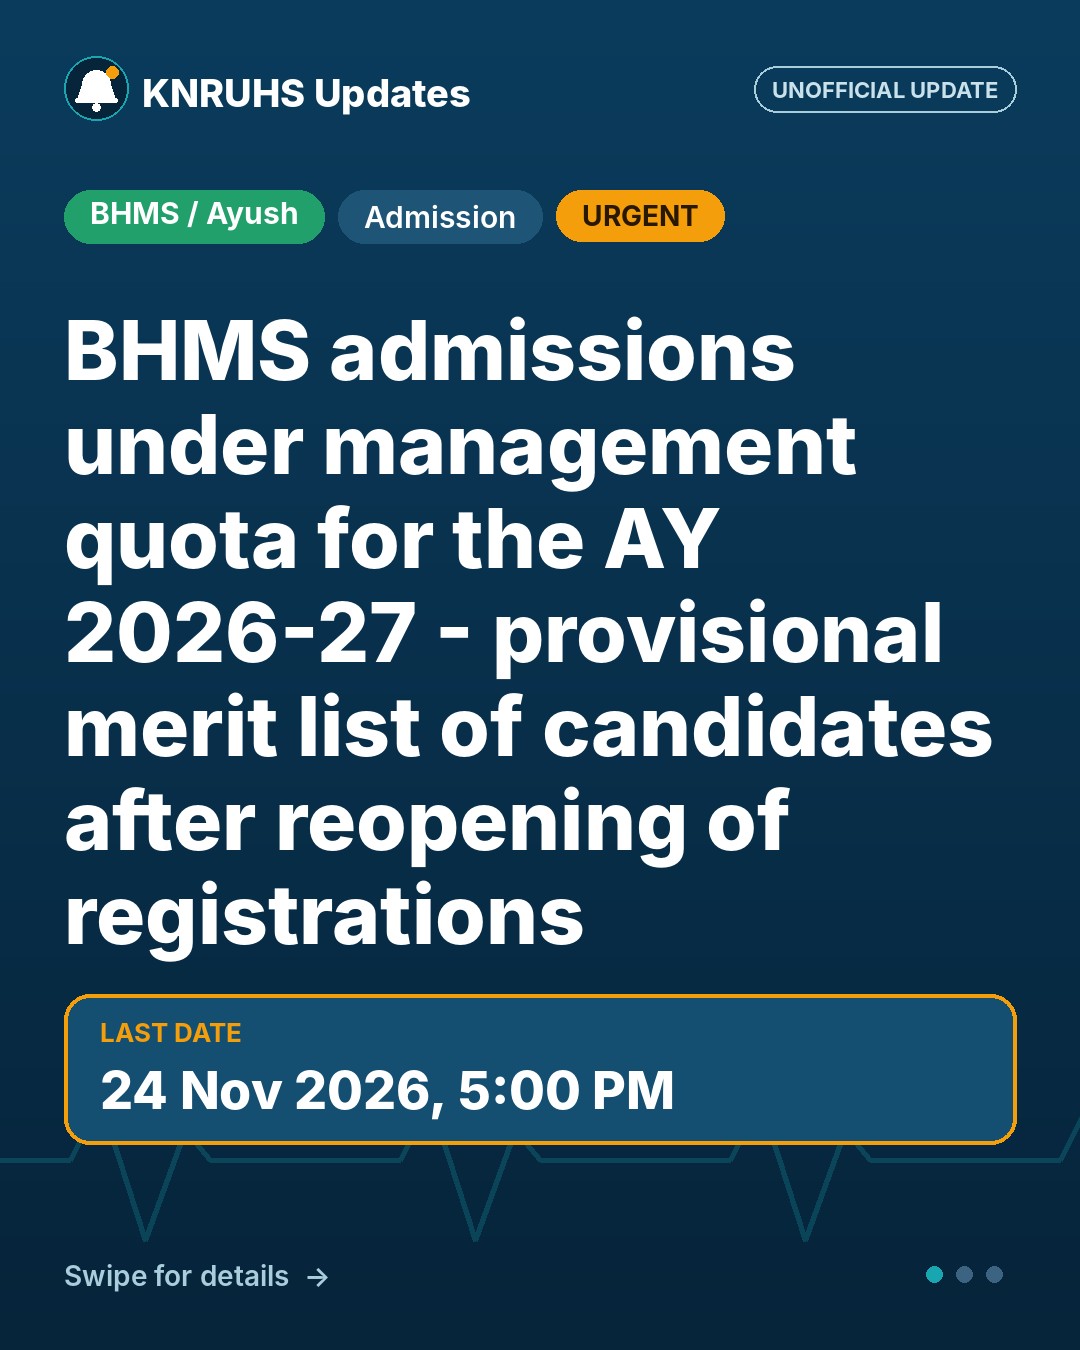 KNRUHS Updates
UNOFFICIAL UPDATE
BHMS / Ayush
Admission
URGENT
BHMS admissions
under management
quota for the AY
2026-27 - provisional
merit list of candidates
after reopening of
registrations
LAST DATE
24 Nov 2026, 5:00 PM
Swipe for details →